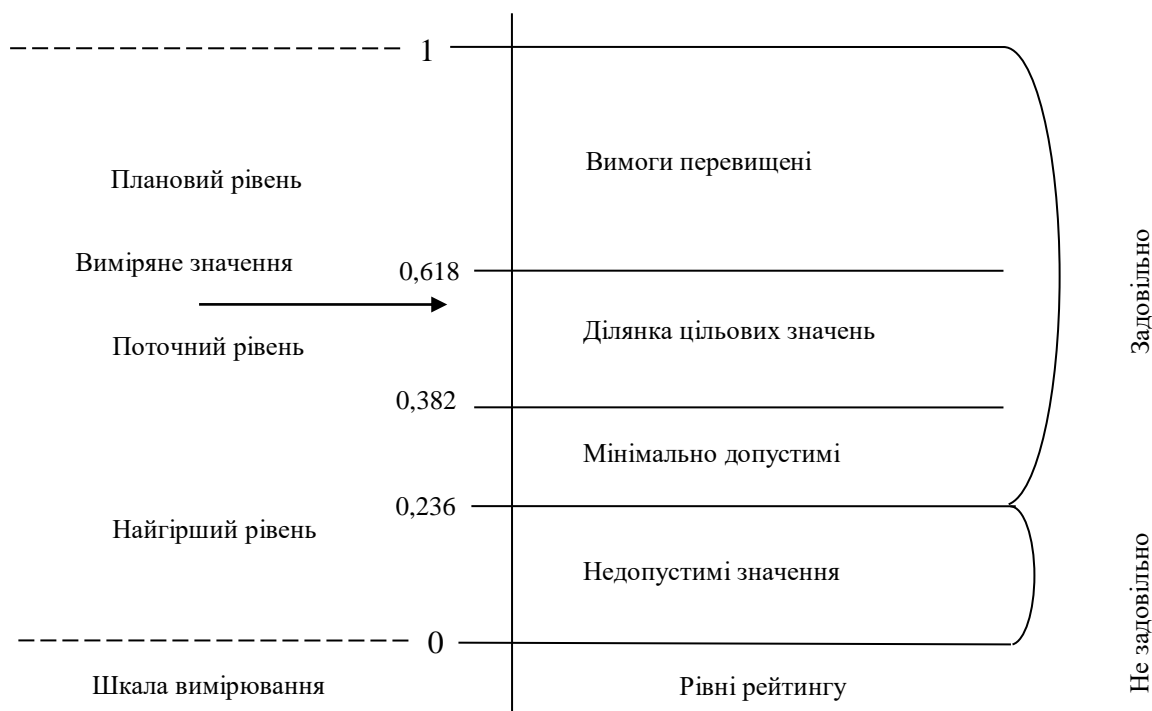 1
Плановий рівень
Вимоги перевищені
Виміряне значення
0,618
Поточний рівень
Ділянка цільових значень
Задовільно
0,382
Мінімально допустимі
0,236
Найгірший рівень
Недопустимі значення
Не задовільно
0
Шкала вимірювання
Рівні рейтингу